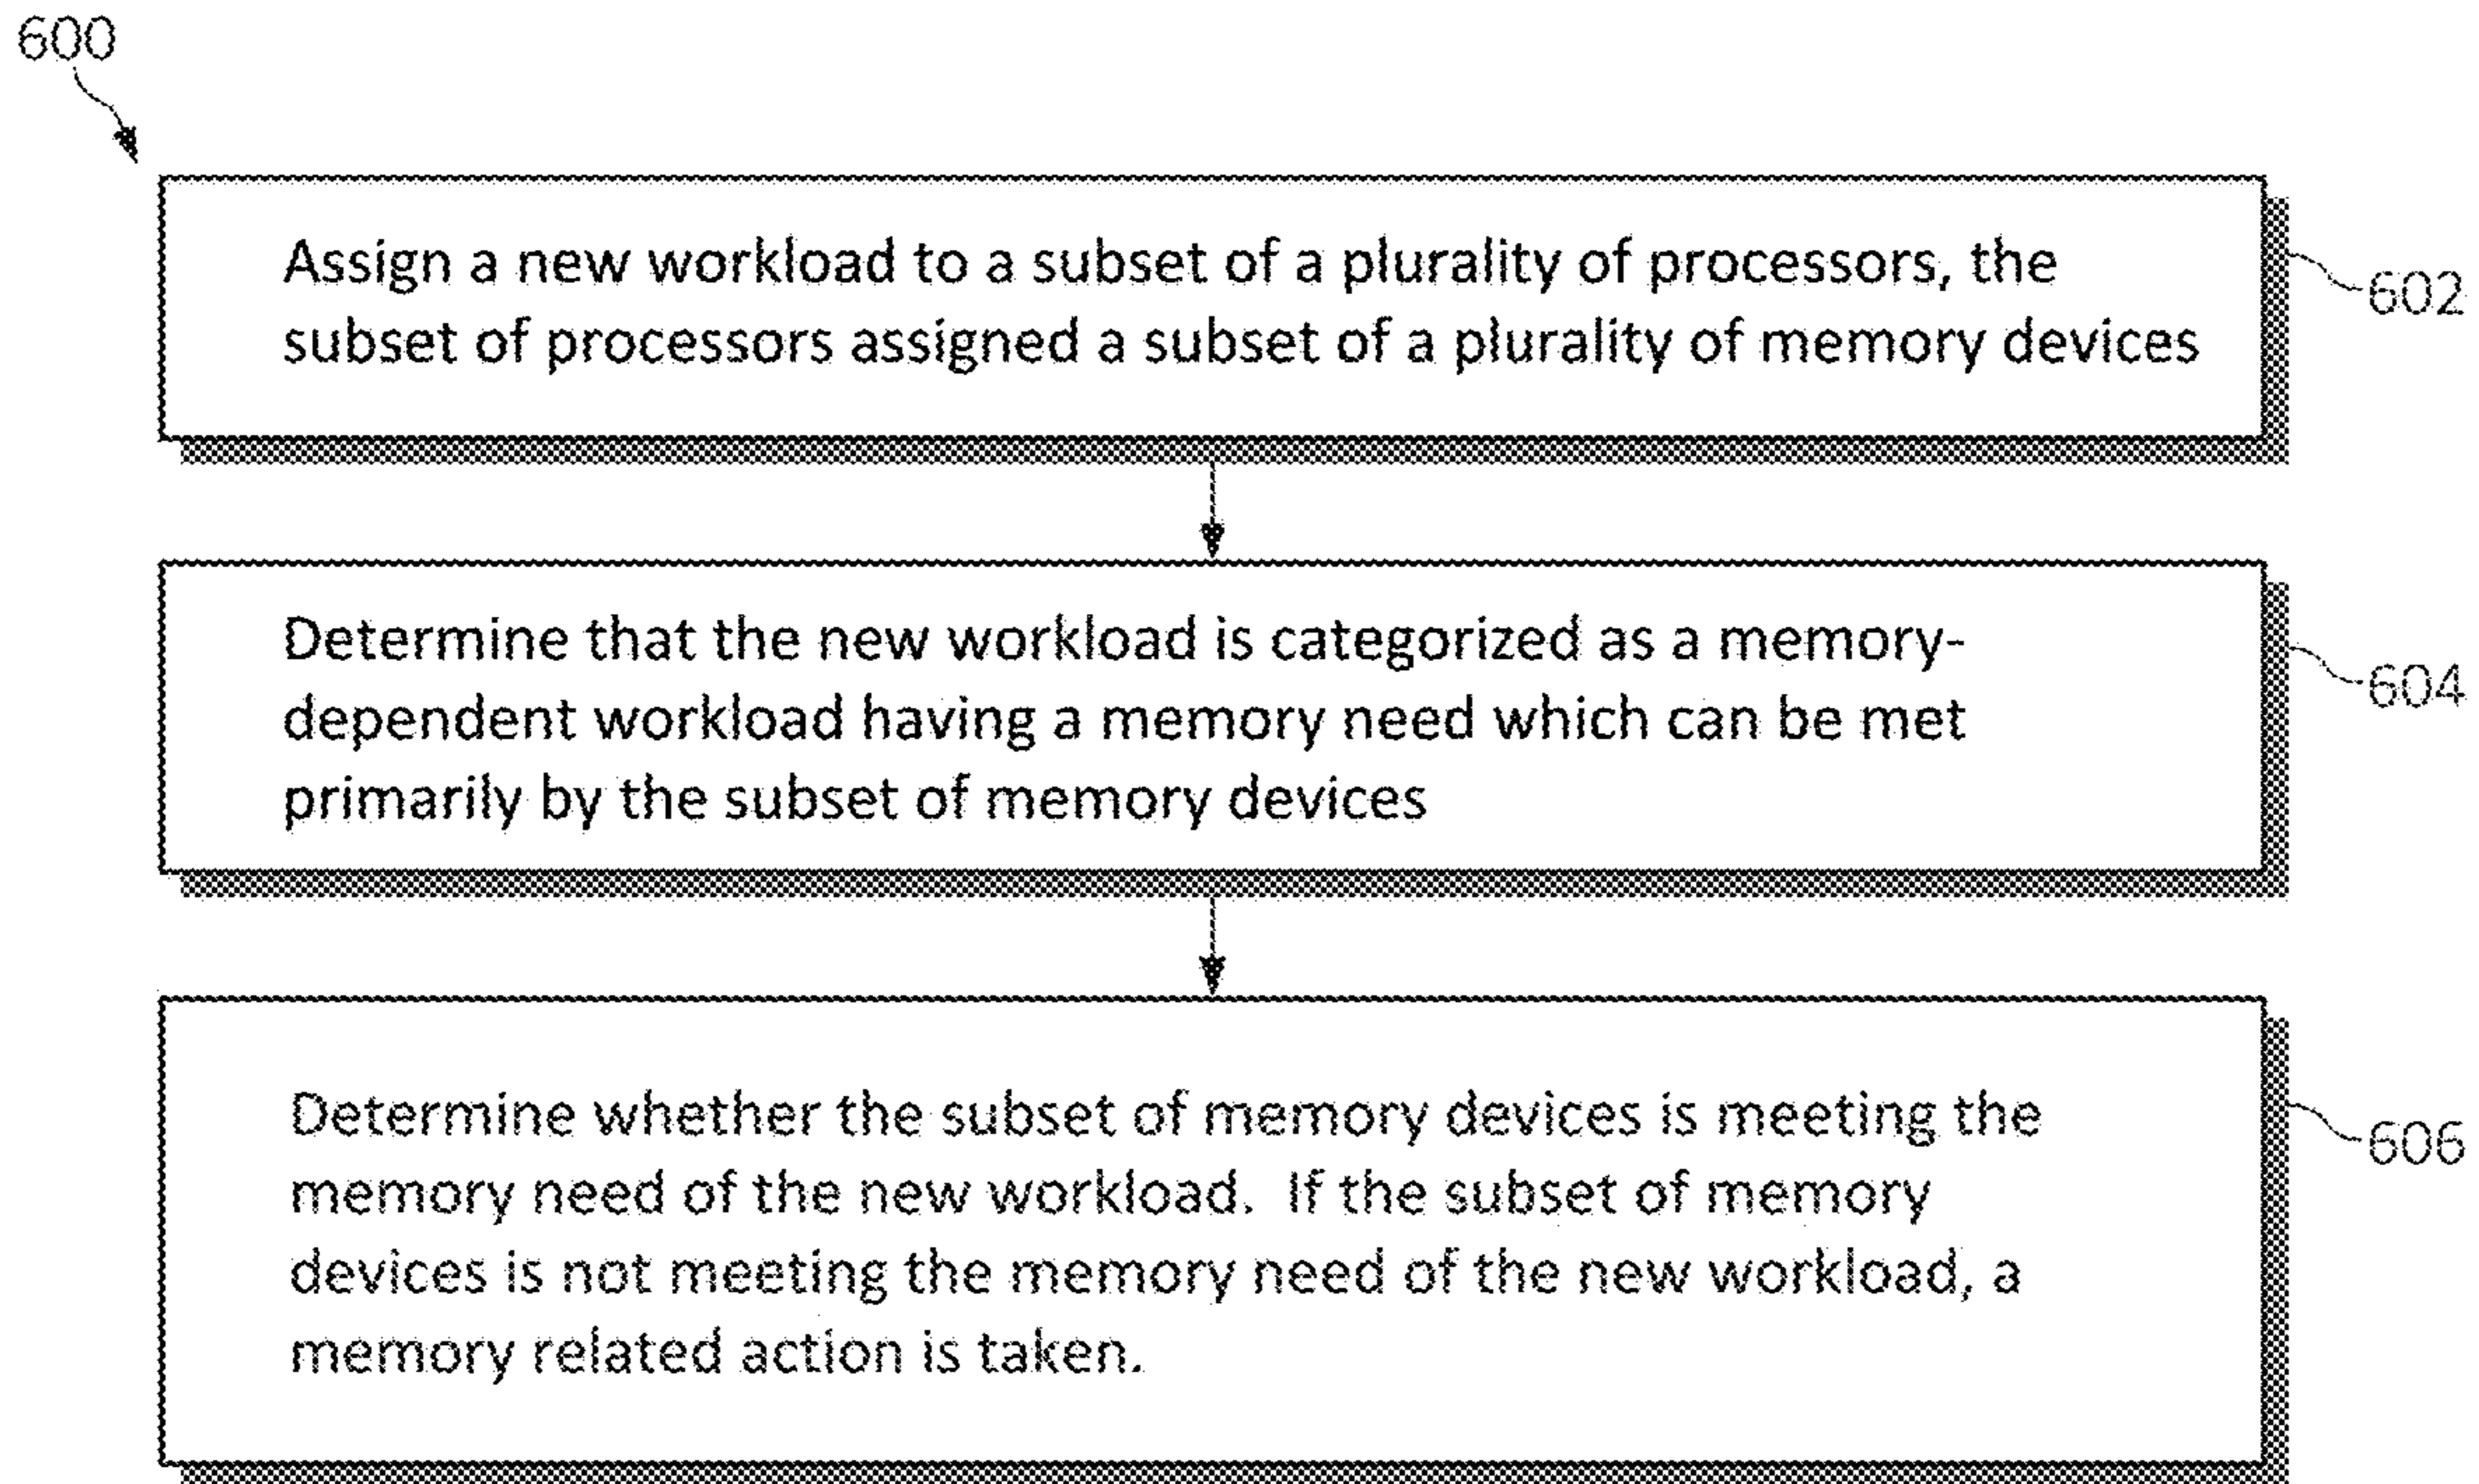 600
Assign a new workload to a subset of a plurality of processors, the
subset of processors assigned a subset of a plurality of memory devices
602
Determine that the new workload is categorized as a memory-
dependent workload having a memory need which can be met
primarily by the subset of memory devices
604
Determine whether the subset of memory devices is meeting the
memory need of the new workload.  If the subset of memory
devices is not meeting the memory need of the new workload, a
memory related action is taken.
606